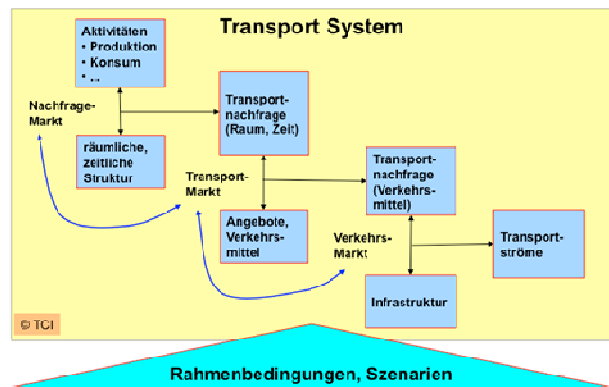 Transport System
Aktivitäten
• Produktion
• Konsum
• ...
Nachfrage-
Markt
räumliche,
zeitliche
Struktur
Transport-
nachfrage
(Raum, Zeit)
Transport-
Markt
Angebote,
Verkehrs-
mittel
Transport-
nachfrage
(Verkehrs-
mittel)
Verkehrs-
Markt
Infrastruktur
Transport-
ströme
© TCI
Rahmenbedingungen, Szenarien